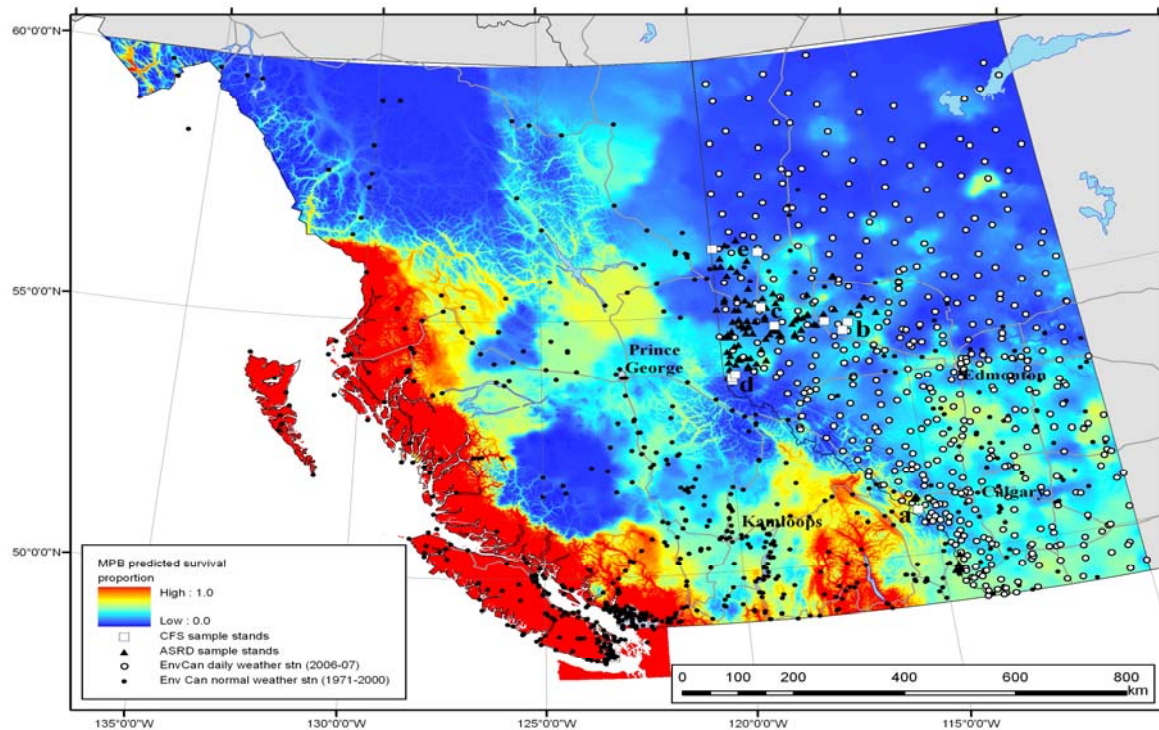 60°0'0"N
55°0'0"N
50°0'0"N
e
c
b
Prince
George
Edmonton
d
Calgary
a
Kamloops
MPB predicted survival
proportion
High : 1.0
Low : 0.0
CFS sample stands
ASRD sample stands
EnvCan daily weather stn (2006-07)
Env Can normal weather stn (1971-2000)
0 100 200 400 600 800
km
135°0'0"W 130°0'0"W 125°0'0"W 120°0'0"W 115°0'0"W